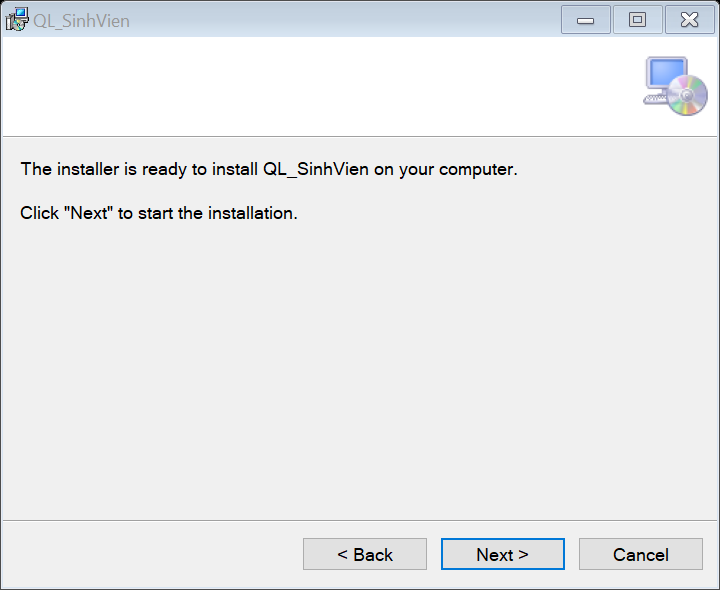 QL_SinhVien
The installer is ready to install QL_SinhVien on your computer.
Click "Next" to start the installation.
< Back
Next >
Cancel